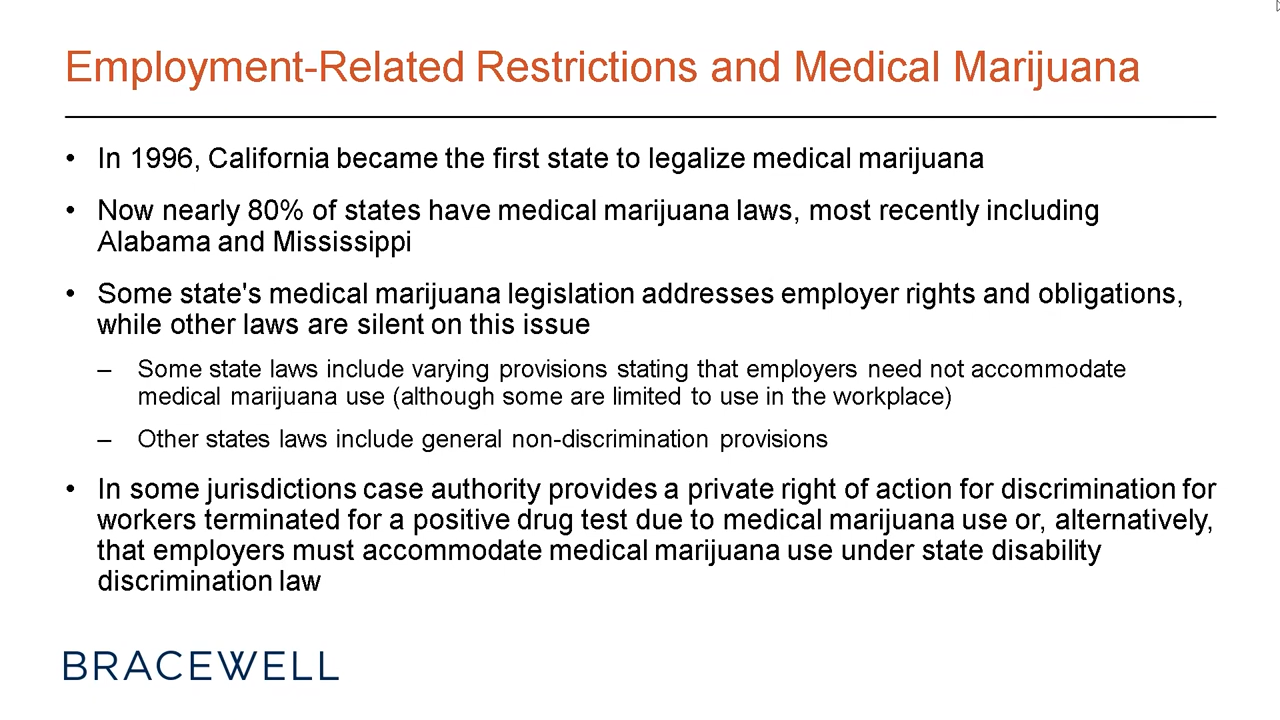 Employment-Related Restrictions and Medical Marijuana
• In 1996, California became the first state to legalize medical marijuana
• Now nearly 80% of states have medical marijuana laws, most recently including
Alabama and Mississippi
• Some state's medical marijuana legislation addresses employer rights and obligations,
while other laws are silent on this issue
– Some state laws include varying provisions stating that employers need not accommodate
medical marijuana use (although some are limited to use in the workplace)
– Other states laws include general non-discrimination provisions
• In some jurisdictions case authority provides a private right of action for discrimination for
workers terminated for a positive drug test due to medical marijuana use or, alternatively,
that employers must accommodate medical marijuana use under state disability
discrimination law
BRACEWELL